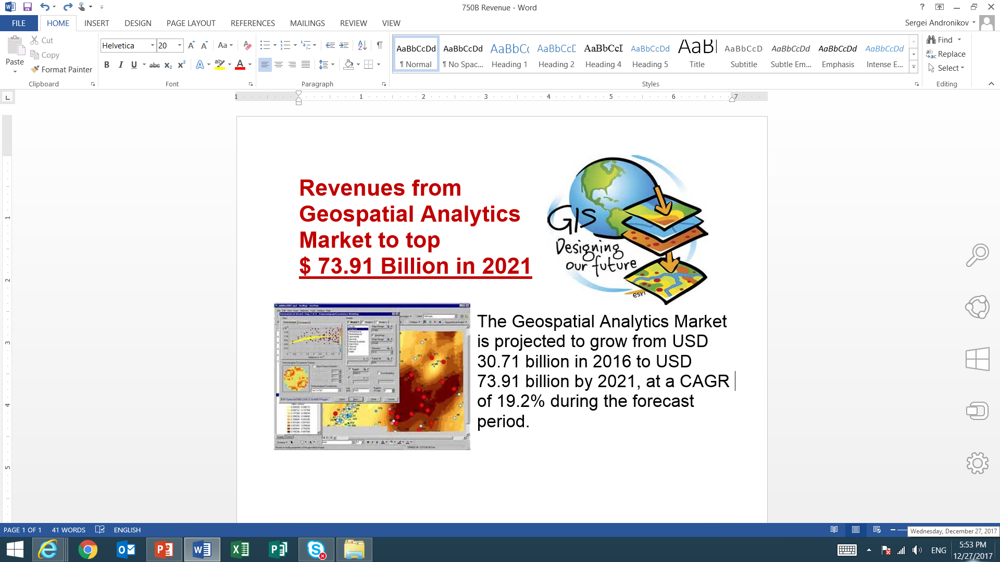 750B Revenue - Word
FILE HOME INSERT DESIGN PAGE LAYOUT REFERENCES MAILINGS REVIEW VIEW
Sergei Andronikov
Paste
Cut
Copy
Format Painter
Clipboard
Helvetica 20
Font
Paragraph
AaBbCcDd AaBbCcDd AaBbCc AaBbCcD AaBbCcI AaBbCcDd AaB AaBbCcD AaBbCcDd AaBbCcDd AaBbCcDd
¶ Normal ¶ No Spac... Heading 1 Heading 2 Heading 4 Heading 5 Title Subtitle Subtle Em... Emphasis Intense E...
Styles
Find
Replace
Select
Editing
1 1 2 3 4 5 6 7
1
2
3
4
5
Revenues from
Geospatial Analytics
Market to top
$ 73.91 Billion in 2021
GIS
Designing
our future
esri
The Geospatial Analytics Market
is projected to grow from USD
30.71 billion in 2016 to USD
73.91 billion by 2021, at a CAGR
of 19.2% during the forecast
period.
PAGE 1 OF 1 41 WORDS ENGLISH
Wednesday, December 27, 2017
ENG
5:53 PM
12/27/2017